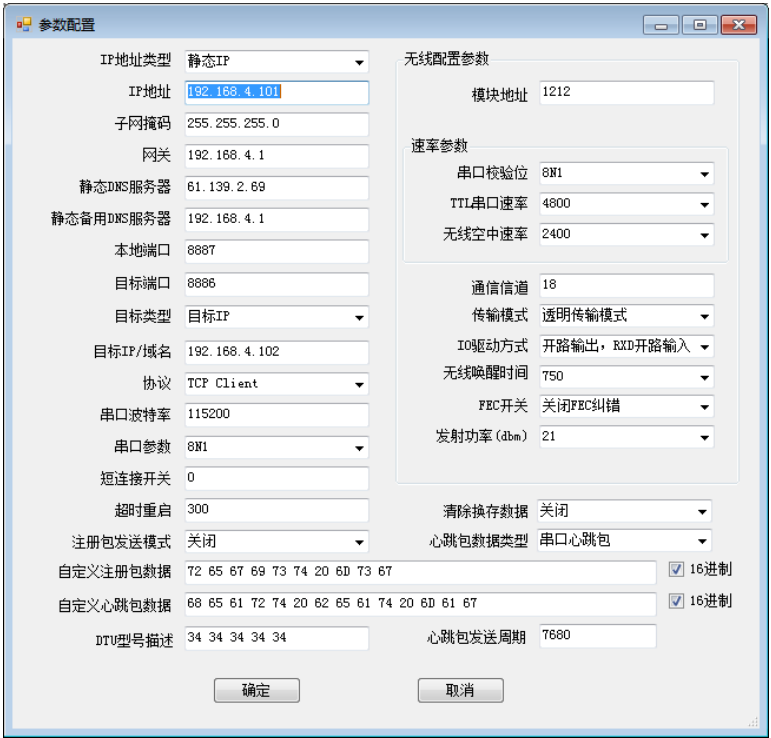 参数配置
IP地址类型 静态IP
IP地址 192.168.4.101
子网掩码 255.255.255.0
网关 192.168.4.1
静态DNS服务器 61.139.2.69
静态备用DNS服务器 192.168.4.1
本地端口 8887
目标端口 8886
目标类型 目标IP
目标IP/域名 192.168.4.102
协议 TCP Client
串口波特率 115200
串口参数 8N1
短连接开关 0
超时重启 300
注册包发送模式 关闭
无线配置参数
模块地址 1212
速率参数
串口校验位 8N1
TTL串口速率 4800
无线空中速率 2400
通信信道 18
传输模式 透明传输模式
IO驱动方式 开路输出，RXD开路输入
无线唤醒时间 750
FEC开关 关闭FEC纠错
发射功率(dbm) 21
清除换存数据 关闭
心跳包数据类型 串口心跳包
自定义注册包数据 72 65 67 69 73 74 20 6D 73 67 16进制
自定义心跳包数据 68 65 61 72 74 20 62 65 61 74 20 6D 61 67 16进制
DTU型号描述 34 34 34 34 34
心跳包发送周期 7680
确定 取消